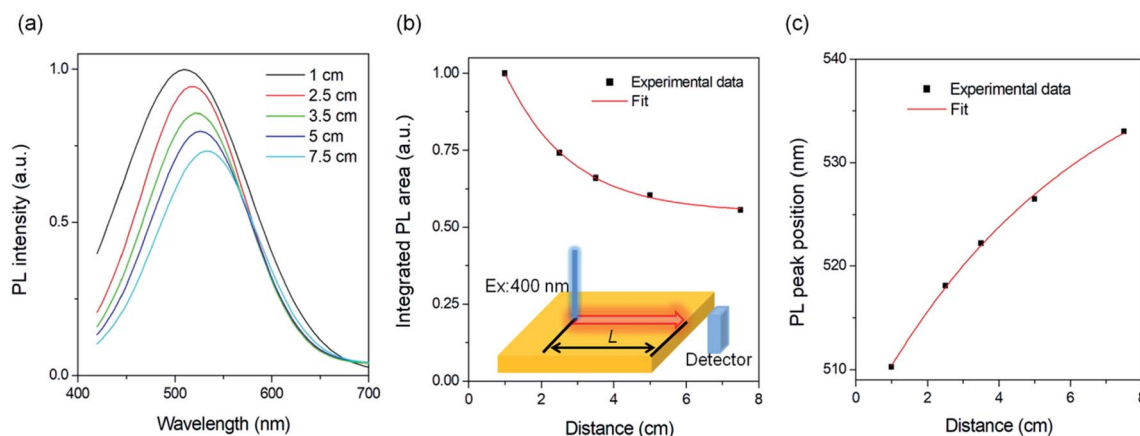 (a)
PL intensity (a.u.)
1.0
0.5
0.0
400
500
600
700
Wavelength (nm)
1 cm
2.5 cm
3.5 cm
5 cm
7.5 cm
(b)
Integrated PL area (a.u.)
1.00
0.75
0.50
0.25
0.00
0
2
4
6
8
Distance (cm)
Experimental data
Fit
Ex:400 nm
L
Detector
(c)
PL peak position (nm)
540
530
520
510
0
2
4
6
8
Distance (cm)
Experimental data
Fit